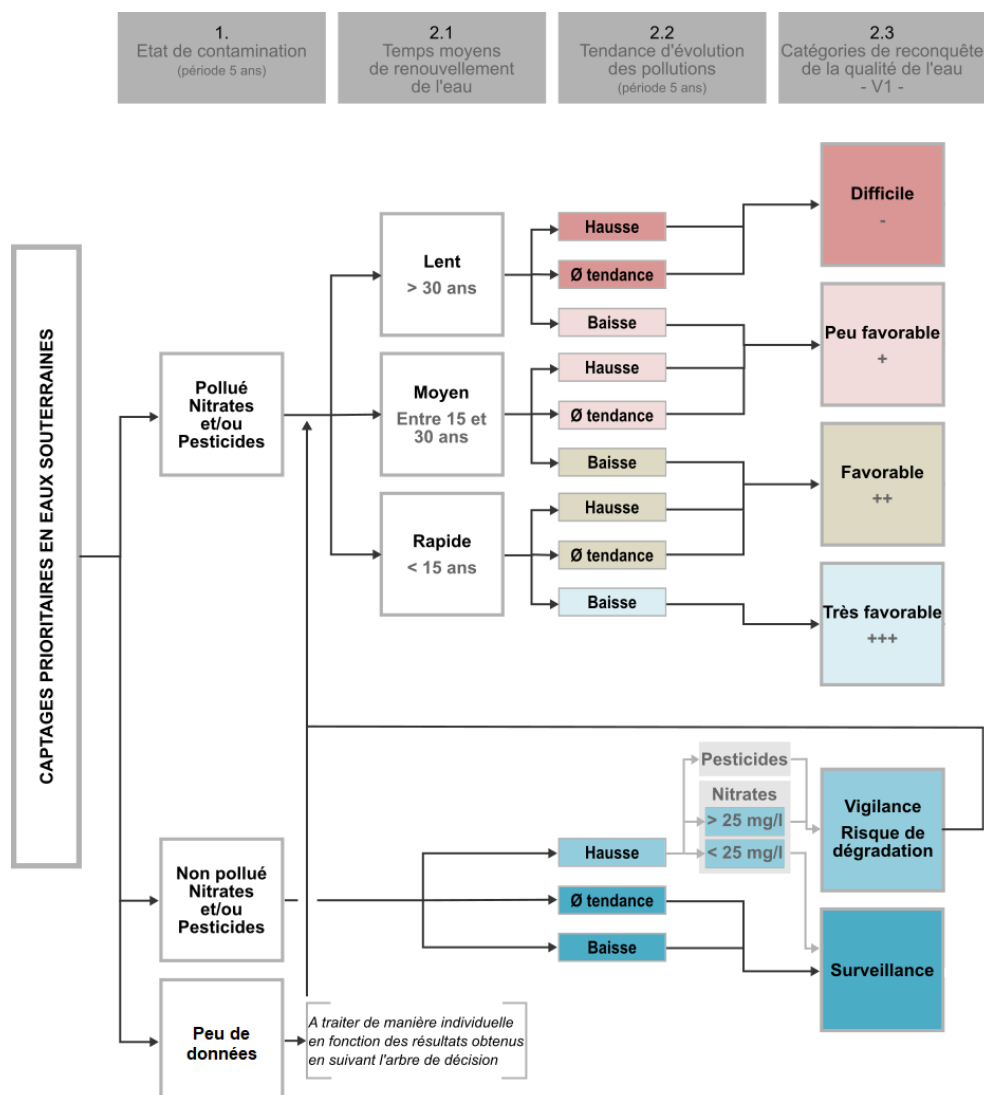 1.
Etat de contamination
(période 5 ans)
2.1
Temps moyens
de renouvellement
de l'eau
2.2
Tendance d'évolution
des pollutions
(période 5 ans)
2.3
Catégories de reconquête
de la qualité de l'eau
- V1 -
CAPTAGES PRIORITAIRES EN EAUX SOUTERRAINES
Pollué
Nitrates
et/ou
Pesticides
Lent
> 30 ans
Moyen
Entre 15 et
30 ans
Rapide
< 15 ans
Hausse
Ø tendance
Baisse
Hausse
Ø tendance
Baisse
Hausse
Ø tendance
Baisse
Difficile
-
Peu favorable
+
Favorable
++
Très favorable
+++
Non pollué
Nitrates
et/ou
Pesticides
Hausse
Ø tendance
Baisse
Pesticides
Nitrates
> 25 mg/l
< 25 mg/l
Vigilance
Risque de
dégradation
Surveillance
Peu de
données
A traiter de manière individuelle
en fonction des résultats obtenus
en suivant l'arbre de décision